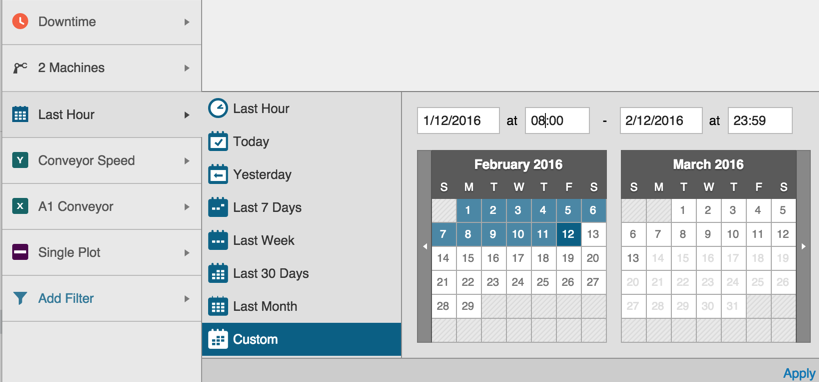 Downtime
2 Machines
Last Hour
Y Conveyor Speed
X A1 Conveyor
Single Plot
Add Filter
Last Hour
Today
Yesterday
Last 7 Days
Last Week
Last 30 Days
Last Month
Custom
1/12/2016 at 08:00 - 2/12/2016 at 23:59
February 2016
S M T W T F S
1 2 3 4 5 6
7 8 9 10 11 12 13
14 15 16 17 18 19 20
21 22 23 24 25 26 27
28 29
March 2016
S M T W T F S
1 2 3 4 5
6 7 8 9 10 11 12
13 14 15 16 17 18 19
20 21 22 23 24 25 26
27 28 29 30 31
Apply